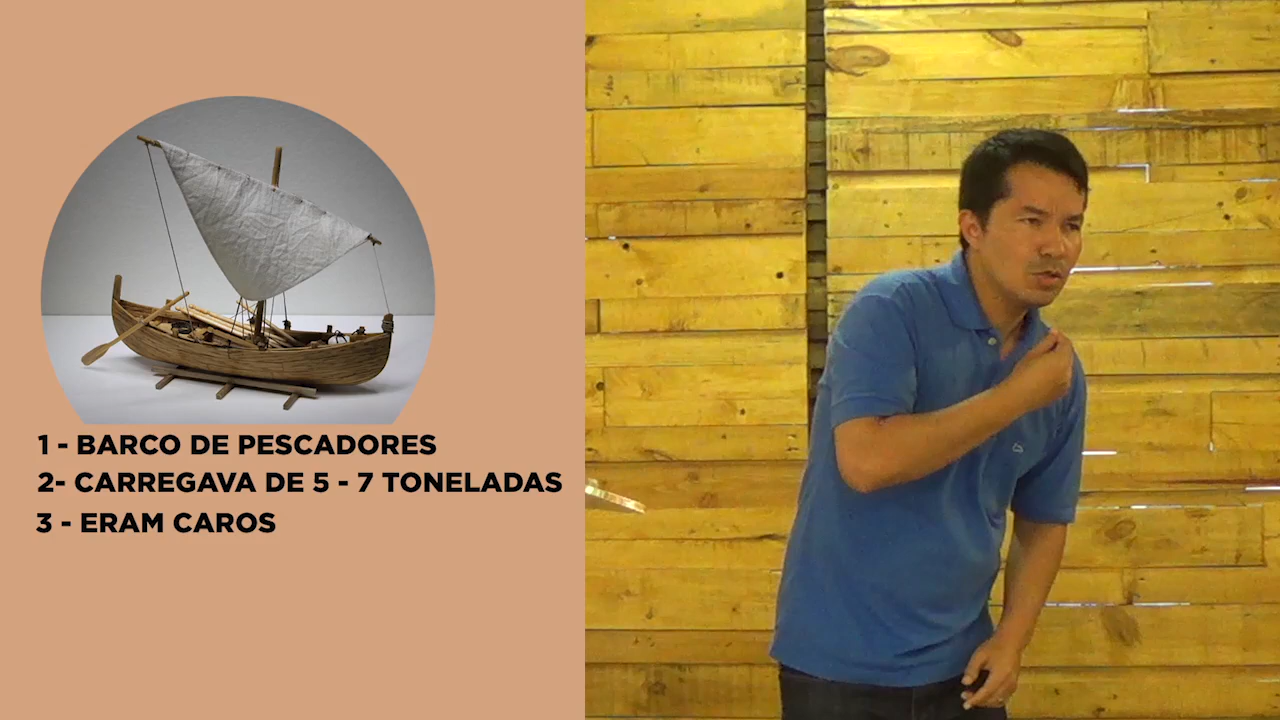 1 - BARCO DE PESCADORES
2- CARREGAVA DE 5 - 7 TONELADAS
3 - ERAM CAROS